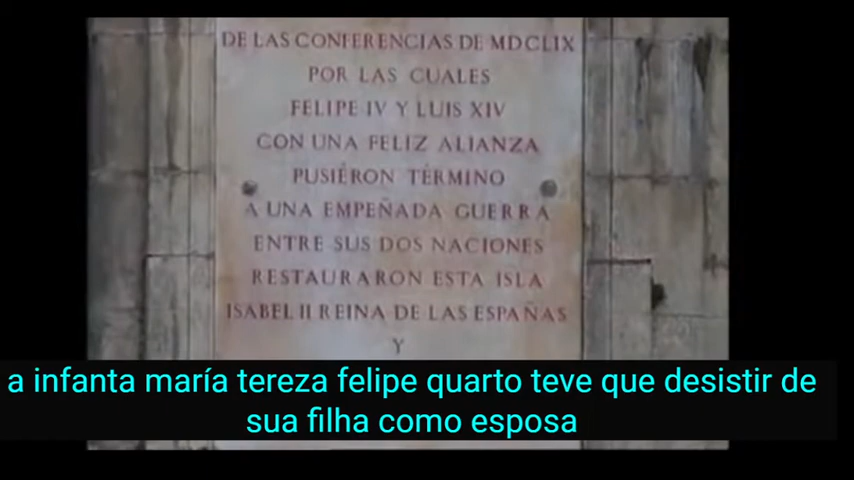 DE LAS CONFERENCIAS DE MDCLIX
POR LAS CUALES
FELIPE IV Y LUIS XIV
CON UNA FELIZ ALIANZA
PUSIÉRON TÉRMINO
A UNA EMPEÑADA GUERRA
ENTRE SUS DOS NACIONES
RESTAURARON ESTA ISLA
ISABEL II REINA DE LAS ESPAÑAS
Y
a infanta maría tereza felipe quarto teve que desistir de
sua filha como esposa